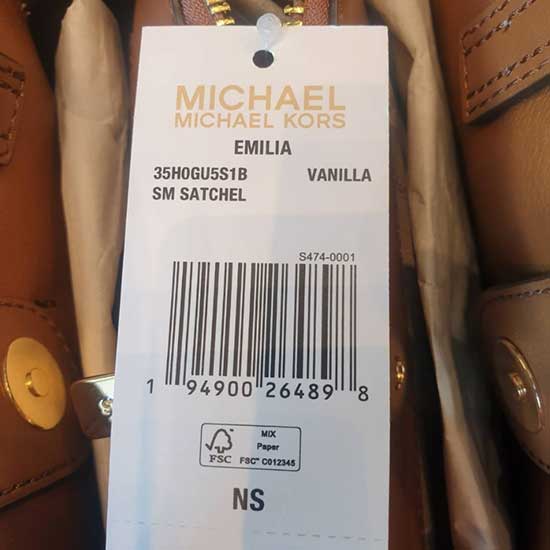 MICHAEL
MICHAEL KORS
EMILIA
35H0GU5S1B VANILLA
SM SATCHEL
S474-0001
1 94900 26489 8
FSC
MIX
Paper
FSC™ C012345
NS